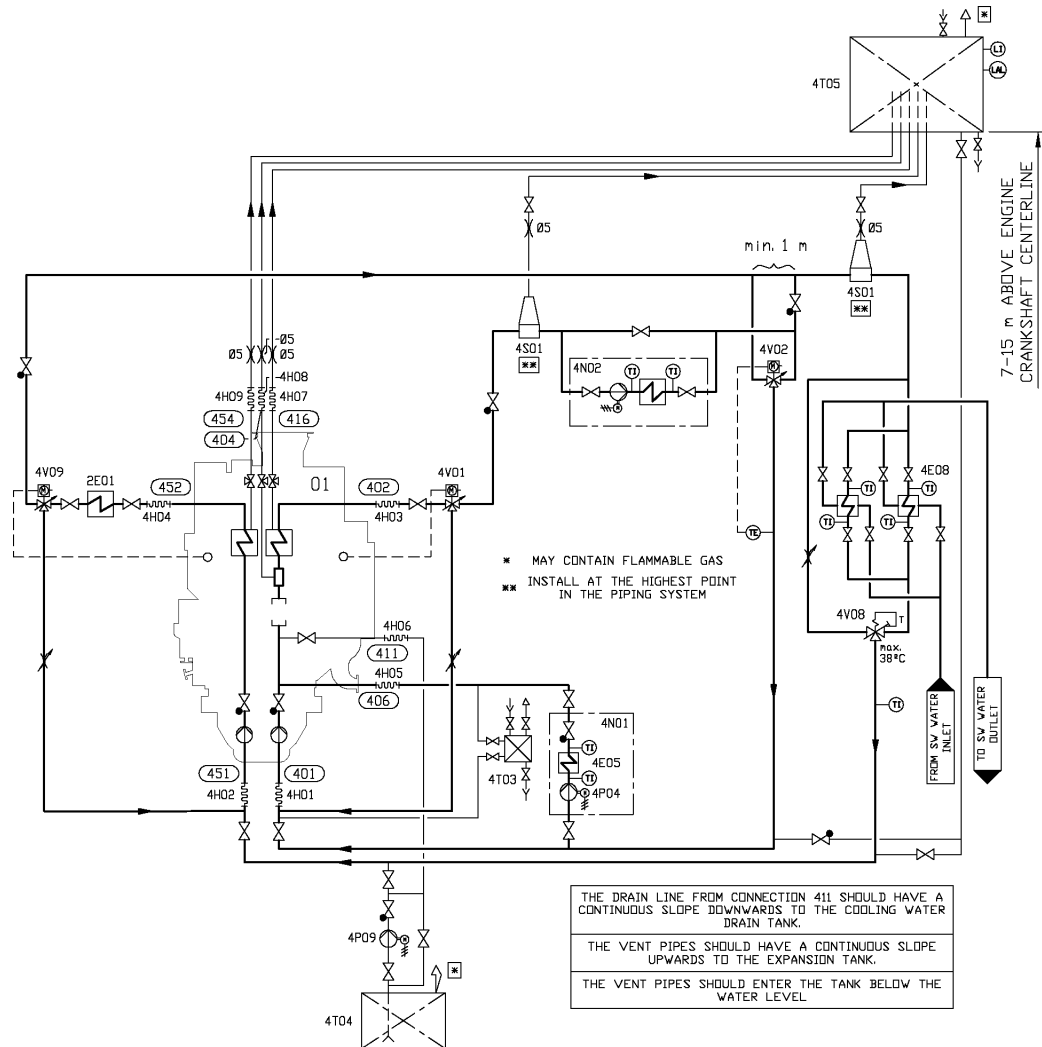 *
LI
LAL
4T05
7-15 m ABOVE ENGINE
CRANKSHAFT CENTERLINE
Ø5
Ø5
min. 1 m
4S01
**
4S01
**
4V02
M
4N02
TI
TI
M
Ø5
Ø5
Ø5
4H08
4H09
4H07
454
416
404
4V09
M
2E01
452
4H04
01
402
4H03
4V01
M
4E08
TI
TI
TI
TI
TE
* MAY CONTAIN FLAMMABLE GAS
** INSTALL AT THE HIGHEST POINT
IN THE PIPING SYSTEM
4V08
T
max.
38°C
4H06
411
4H05
406
TI
FROM SW WATER
INLET
TO SW WATER
OUTLET
4N01
TI
4E05
TI
4P04
M
4T03
451
401
4H02
4H01
4P09
M
*
4T04
THE DRAIN LINE FROM CONNECTION 411 SHOULD HAVE A
CONTINUOUS SLOPE DOWNWARDS TO THE COOLING WATER
DRAIN TANK.
THE VENT PIPES SHOULD HAVE A CONTINUOUS SLOPE
UPWARDS TO THE EXPANSION TANK.
THE VENT PIPES SHOULD ENTER THE TANK BELOW THE
WATER LEVEL